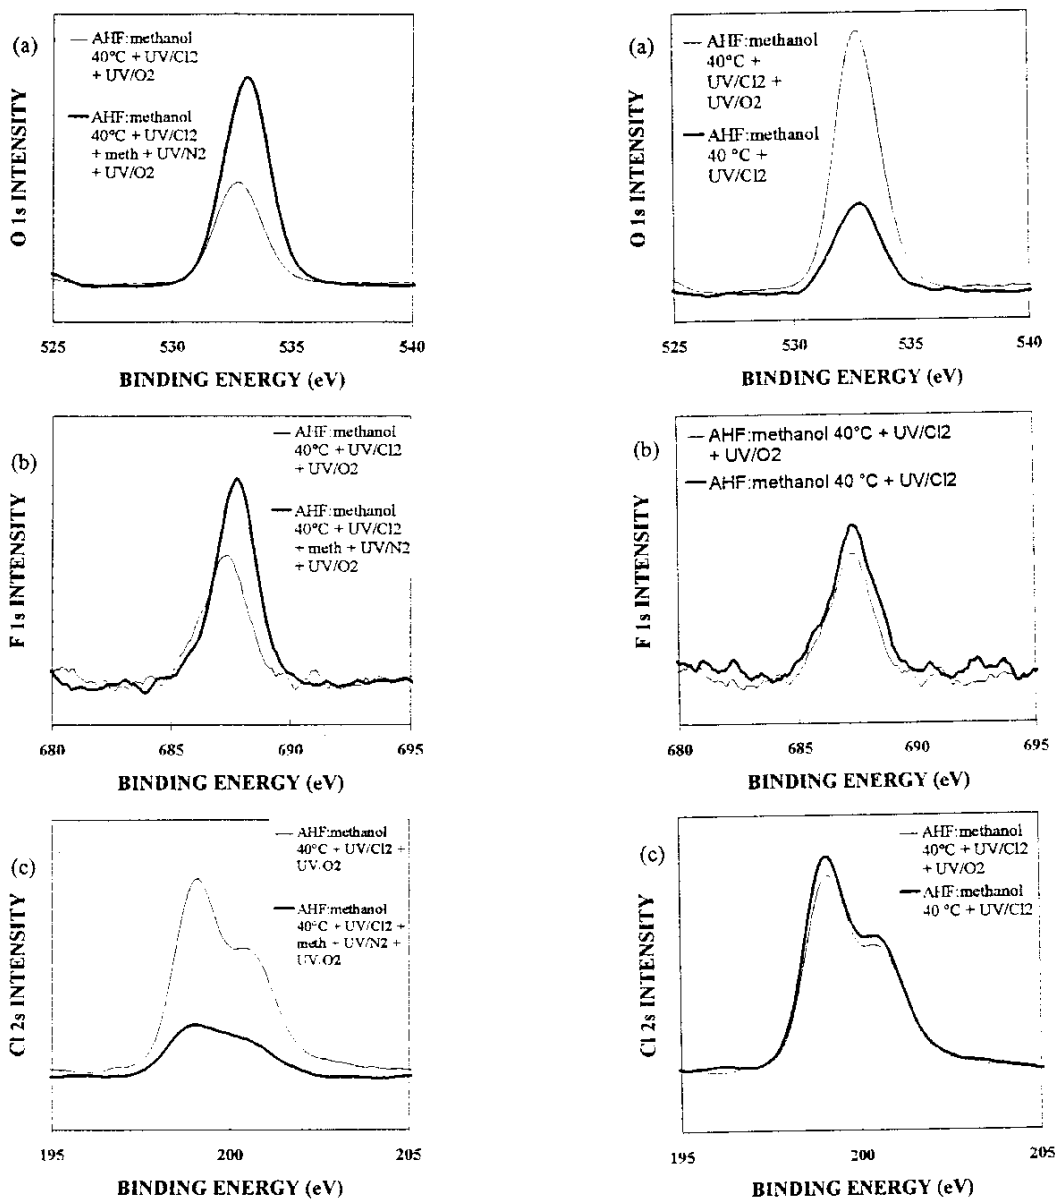 (a)
AHF:methanol
40°C + UV/Cl2
+ UV/O2
AHF:methanol
40°C + UV/Cl2
+ meth + UV/N2
+ UV/O2
O 1s INTENSITY
525
530
535
540
BINDING ENERGY (eV)
(b)
AHF:methanol
40°C + UV/Cl2
+ UV/O2
AHF:methanol
40°C + UV/Cl2
+ meth + UV/N2
+ UV/O2
F 1s INTENSITY
680
685
690
695
BINDING ENERGY (eV)
(c)
AHF:methanol
40°C + UV/Cl2 +
UV/O2
AHF:methanol
40°C + UV/Cl2 +
meth + UV/N2 +
UV/O2
Cl 2s INTENSITY
195
200
205
BINDING ENERGY (eV)
(a)
AHF:methanol
40°C +
UV/Cl2 +
UV/O2
AHF:methanol
40 °C +
UV/Cl2
O 1s INTENSITY
525
530
535
540
BINDING ENERGY (eV)
(b)
AHF:methanol 40°C + UV/Cl2
+ UV/O2
AHF:methanol 40 °C + UV/Cl2
F 1s INTENSITY
680
685
690
695
BINDING ENERGY (eV)
(c)
AHF:methanol
40°C + UV/Cl2
+ UV/O2
AHF:methanol
40 °C + UV/Cl2
Cl 2s INTENSITY
195
200
205
BINDING ENERGY (eV)